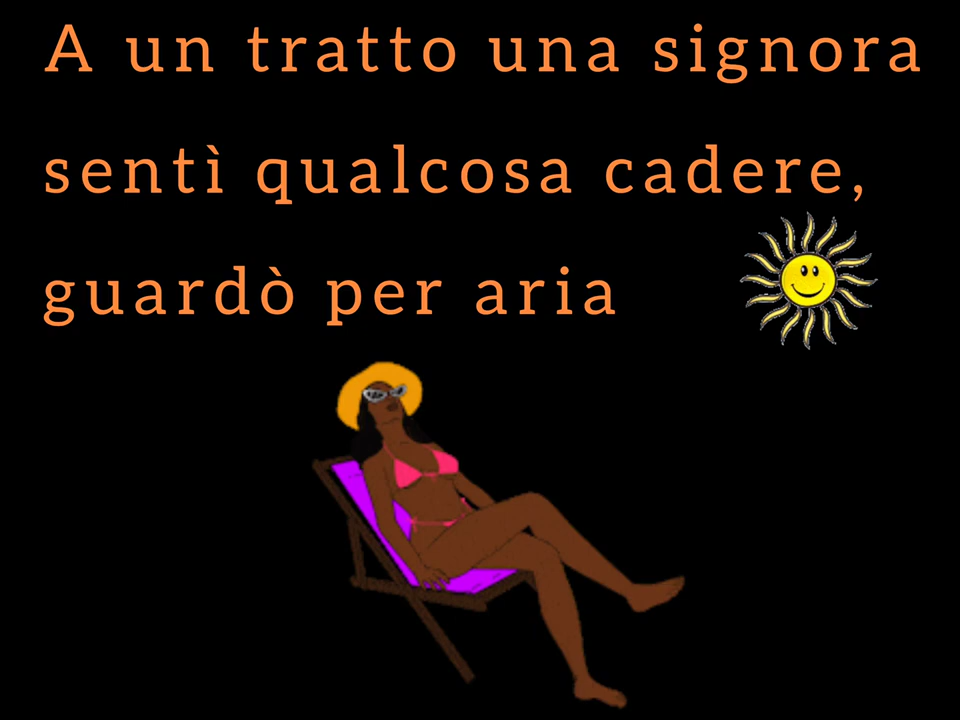 A un tratto una signora
sentì qualcosa cadere,
guardò per aria